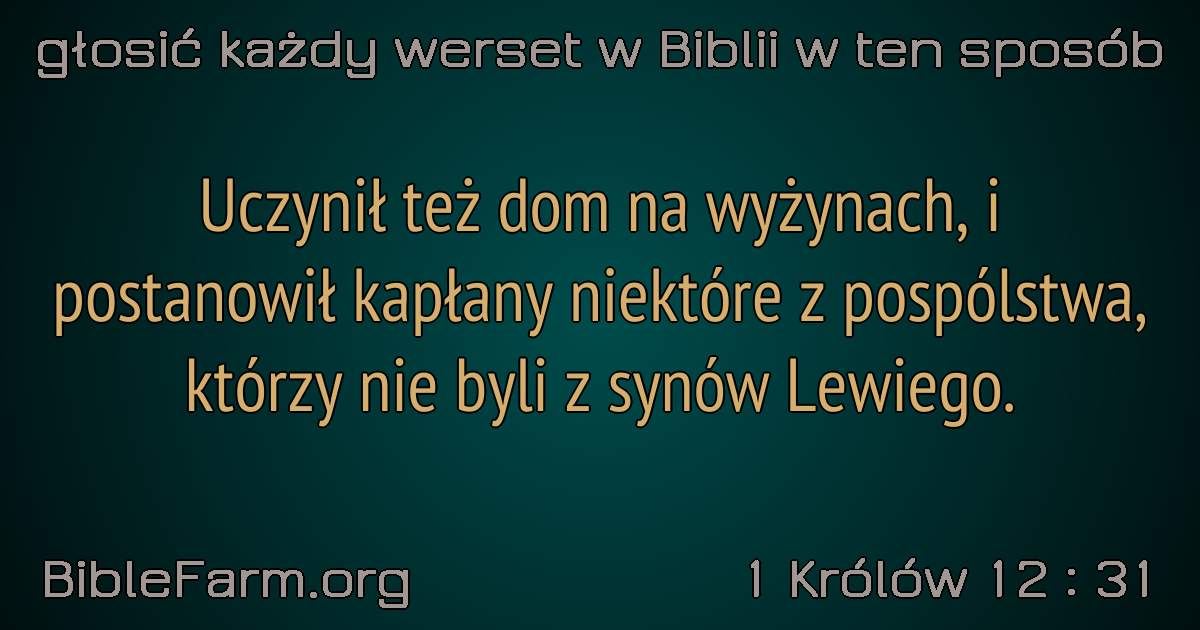 głosić każdy werset w Biblii w ten sposób
Uczynił też dom na wyżynach, i
postanowił kapłany niektóre z pospólstwa,
którzy nie byli z synów Lewiego.
BibleFarm.org
1 Królów 12 : 31